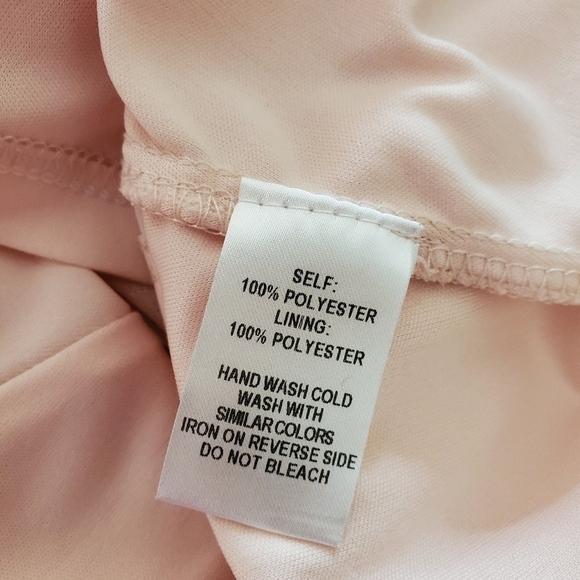 SELF:
100% POLYESTER
LINING:
100% POLYESTER
HAND WASH COLD
WASH WITH
SIMILAR COLORS
IRON ON REVERSE SIDE
DO NOT BLEACH